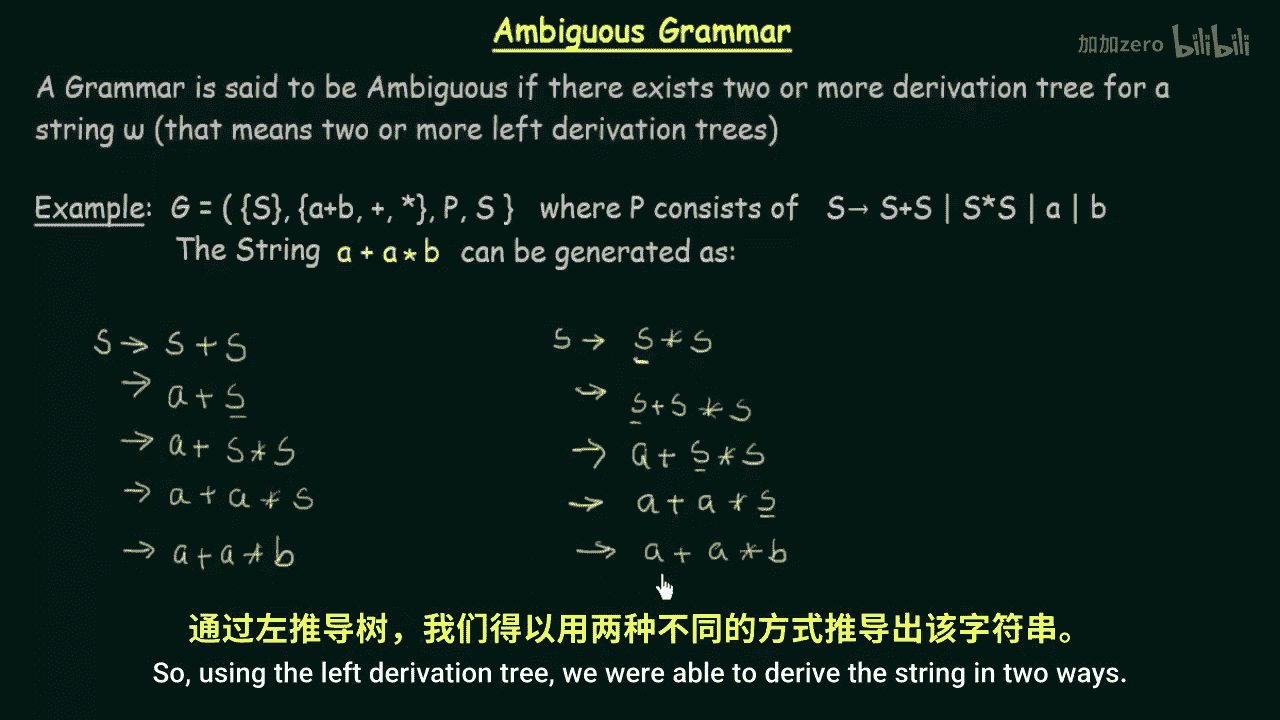 Ambiguous Grammar
加加zero bilibili
A Grammar is said to be Ambiguous if there exists two or more derivation tree for a
string ω (that means two or more left derivation trees)
Example: G = ( {S}, {a+b, +, *}, P, S } where P consists of S→ S+S | S*S | a | b
The String a + a * b can be generated as:
S → S + S
→ a + S
→ a + S * S
→ a + a * S
→ a + a * b
S → S * S
→ S + S * S
→ a + S * S
→ a + a * S
→ a + a * b
通过左推导树，我们得以用两种不同的方式推导出该字符串。
So, using the left derivation tree, we were able to derive the string in two ways.